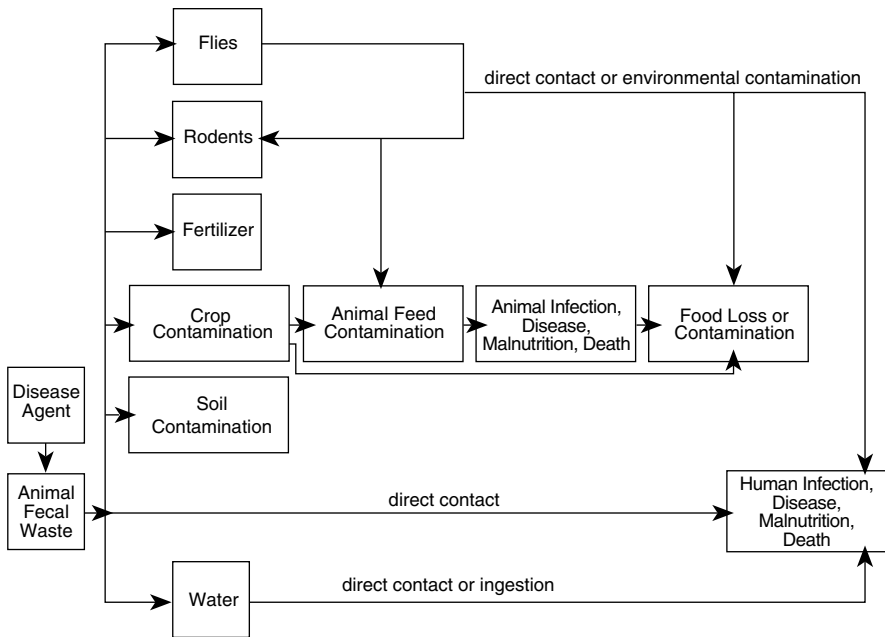 Flies
direct contact or environmental contamination
Rodents
Fertilizer
Crop
Contamination
Animal Feed
Contamination
Animal Infection,
Disease,
Malnutrition, Death
Food Loss or
Contamination
Disease
Agent
Soil
Contamination
Animal
Fecal
Waste
direct contact
Human Infection,
Disease,
Malnutrition,
Death
Water
direct contact or ingestion